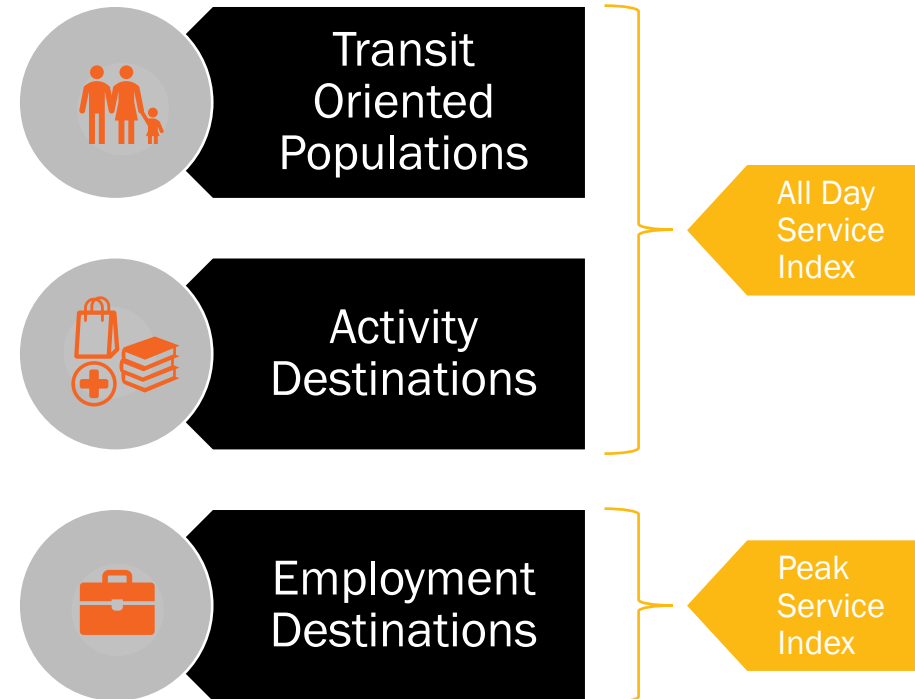 Transit
Oriented
Populations
All Day
Service
Index
Activity
Destinations
Employment
Destinations
Peak
Service
Index